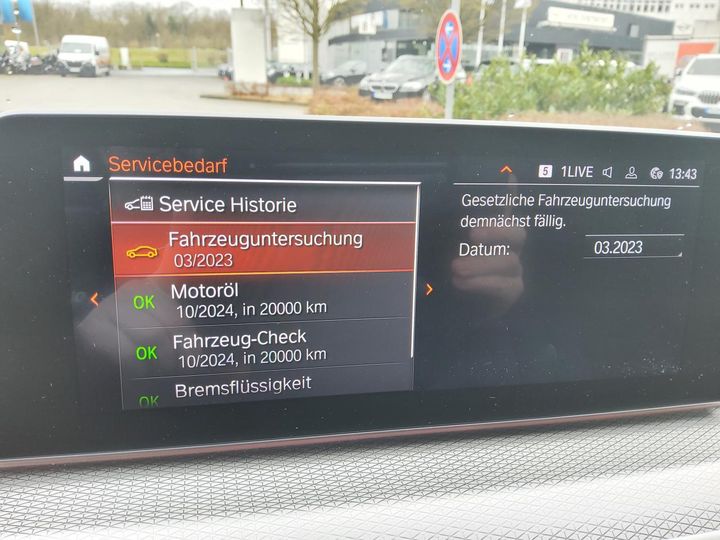 Servicebedarf
5 1LIVE 13:43
Service Historie
Fahrzeuguntersuchung
03/2023
OK Motoröl
10/2024, in 20000 km
OK Fahrzeug-Check
10/2024, in 20000 km
OK Bremsflüssigkeit
Gesetzliche Fahrzeuguntersuchung
demnächst fällig.
Datum: 03.2023